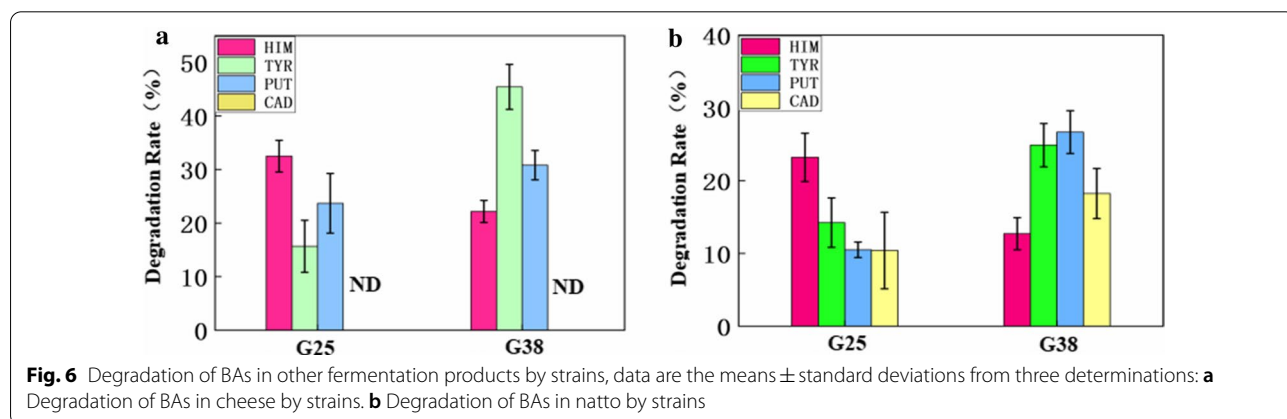 a
HIM
TYR
PUT
CAD
Degradation Rate（%）
50
40
30
20
10
0
ND
ND
G25 G38
b
HIM
TYR
PUT
CAD
Degradation Rate（%）
40
30
20
10
0
G25 G38
Fig. 6 Degradation of BAs in other fermentation products by strains, data are the means ± standard deviations from three determinations: a
Degradation of BAs in cheese by strains. b Degradation of BAs in natto by strains